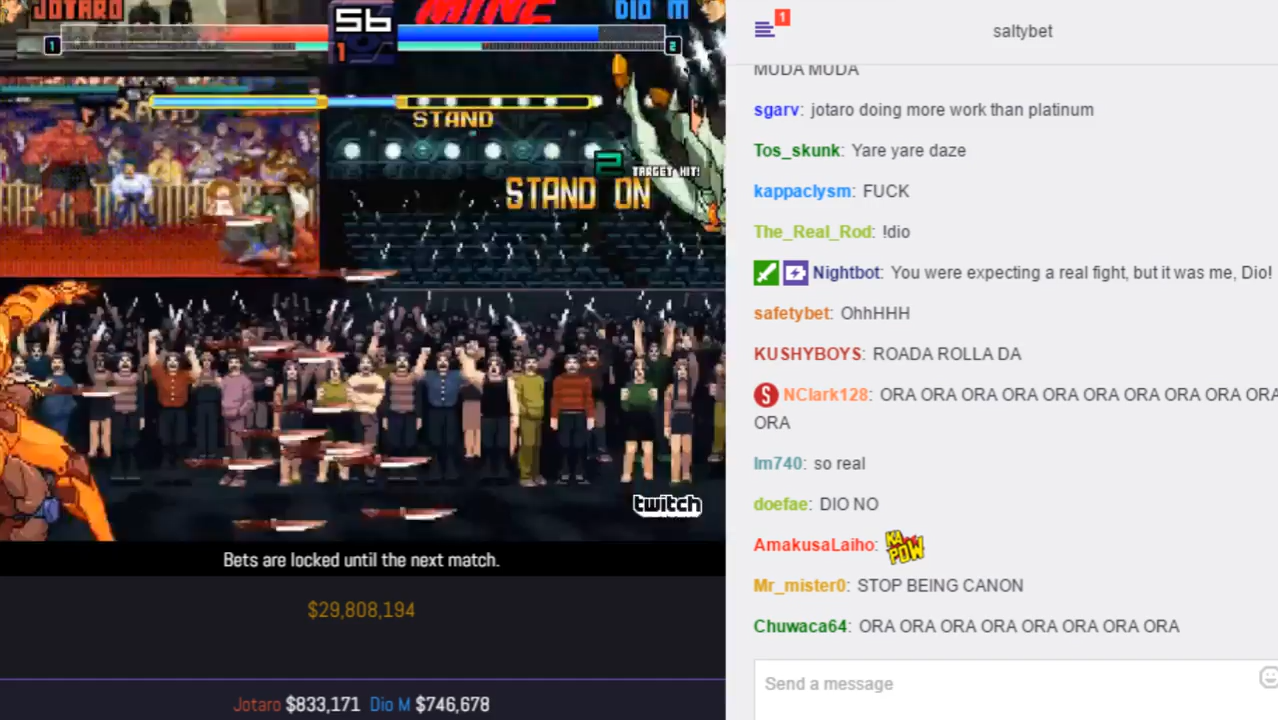 JOTARO
56
MINE
DIO M
1
1
2
STAND
2 TARGET HIT!
STAND ON
twitch
Bets are locked until the next match.
$29,808,194
Jotaro $833,171 Dio M $746,678
1
saltybet
MUDA MUDA
sgarv: jotaro doing more work than platinum
Tos_skunk: Yare yare daze
kappaclysm: FUCK
The_Real_Rod: !dio
Nightbot: You were expecting a real fight, but it was me, Dio!
safetybet: OhhHHH
KUSHYBOYS: ROADA ROLLA DA
S NClark128: ORA ORA ORA ORA ORA ORA ORA ORA ORA ORA
ORA
lm740: so real
doefae: DIO NO
AmakusaLaiho: KA POW
Mr_mister0: STOP BEING CANON
Chuwaca64: ORA ORA ORA ORA ORA ORA ORA ORA
Send a message